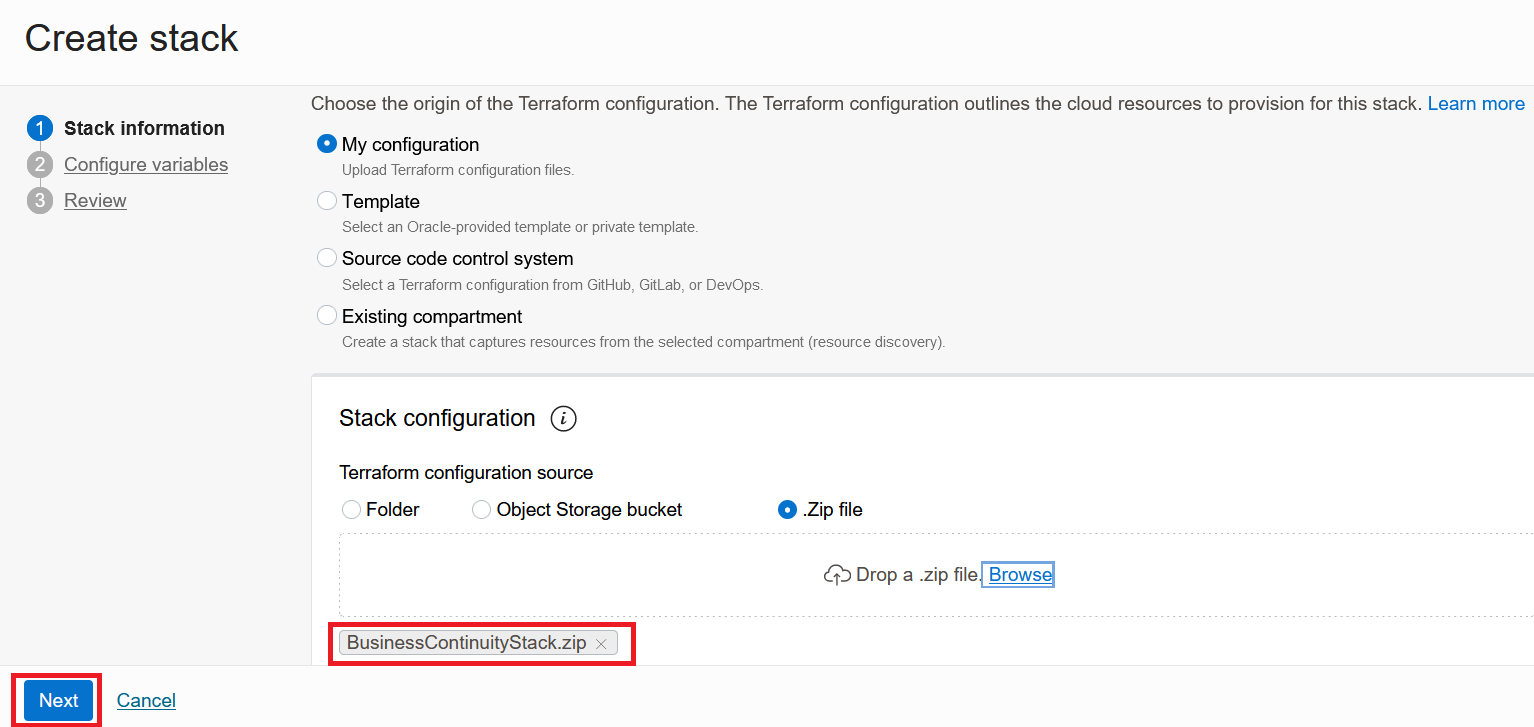 Create stack
1 Stack information
2 Configure variables
3 Review
Choose the origin of the Terraform configuration. The Terraform configuration outlines the cloud resources to provision for this stack. Learn more
My configuration
Upload Terraform configuration files.
Template
Select an Oracle-provided template or private template.
Source code control system
Select a Terraform configuration from GitHub, GitLab, or DevOps.
Existing compartment
Create a stack that captures resources from the selected compartment (resource discovery).
Stack configuration i
Terraform configuration source
Folder Object Storage bucket .Zip file
Drop a .zip file. Browse
BusinessContinuityStack.zip ×
Next Cancel